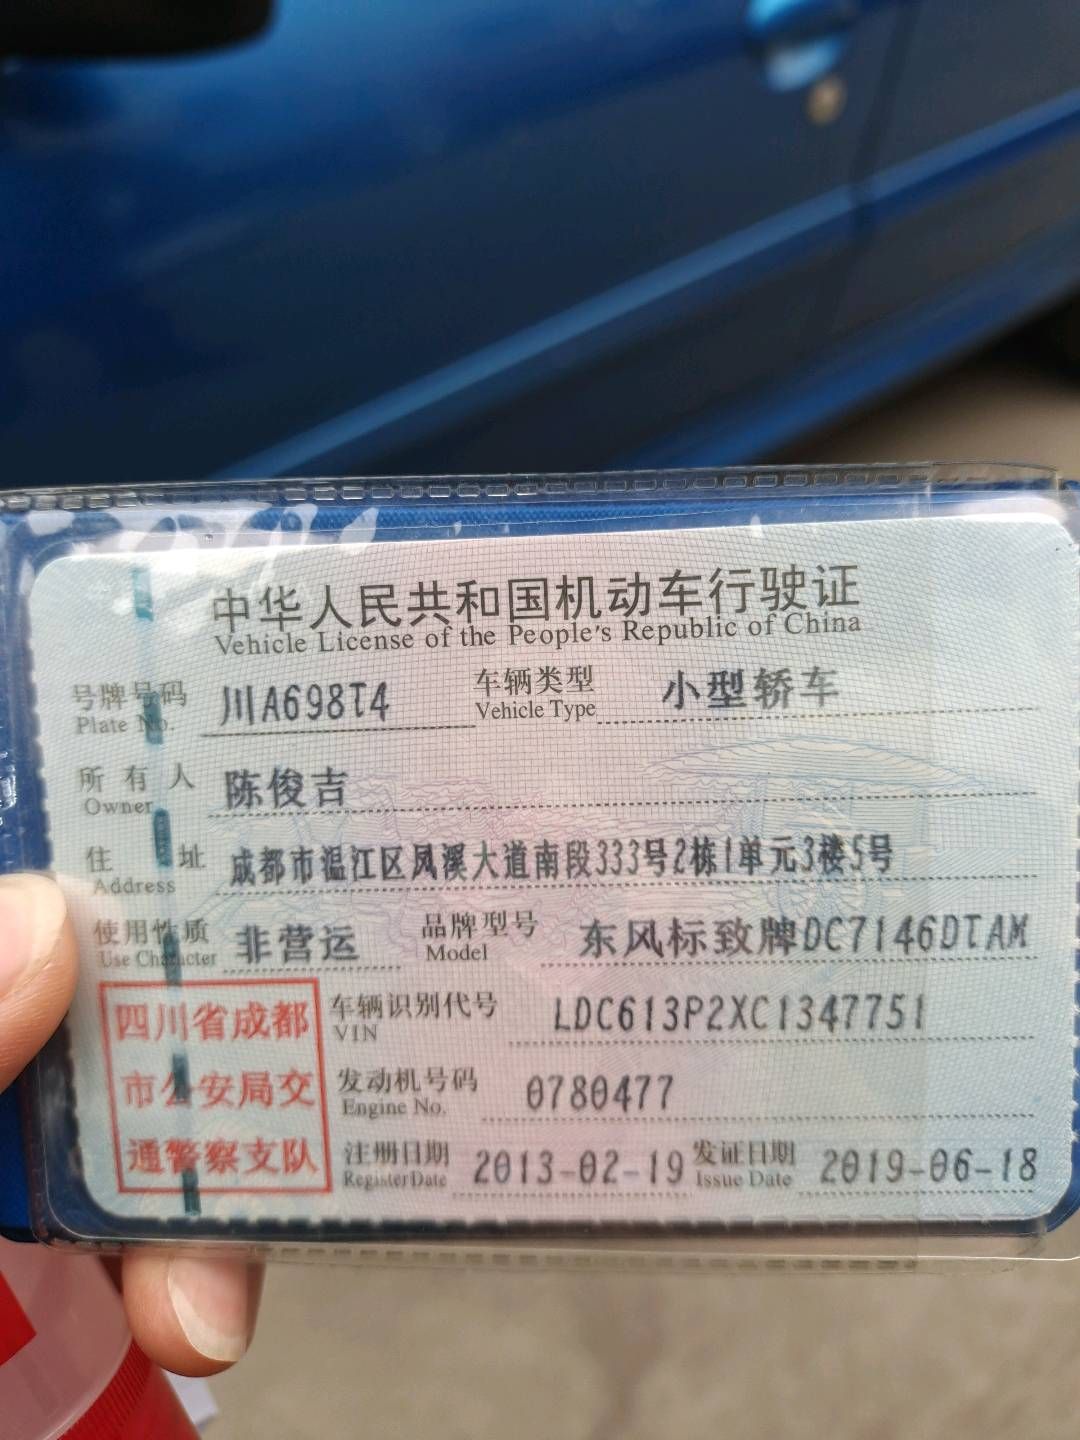 中华人民共和国机动车行驶证
Vehicle License of the People's Republic of China
号牌号码 川A698T4 车辆类型 小型轿车
Plate No. Vehicle Type
所有人 陈俊吉
Owner
住址 成都市温江区凤溪大道南段333号2栋1单元3楼5号
Address
使用性质 非营运 品牌型号 东风标致牌DC7146DTAM
Use Character Model
四川省成都
市公安局交
通警察支队
车辆识别代号 LDC613P2XC1347751
VIN
发动机号码 0780477
Engine No.
注册日期 2013-02-19 发证日期 2019-06-18
Register Date Issue Date